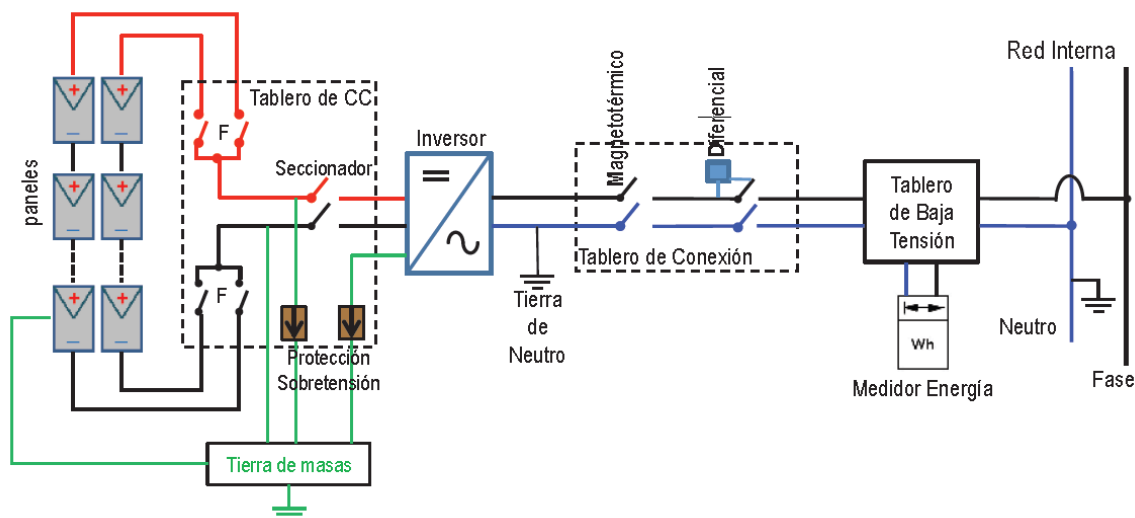 Red Interna
Tablero de CC
F
Inversor
Magnetotérmico
Diferencial
paneles
Seccionador
Tablero
de Baja
Tensión
Tablero de Conexión
F
Tierra
de
Neutro
Neutro
Wh
Protección
Sobretensión
Medidor Energía
Fase
Tierra de masas